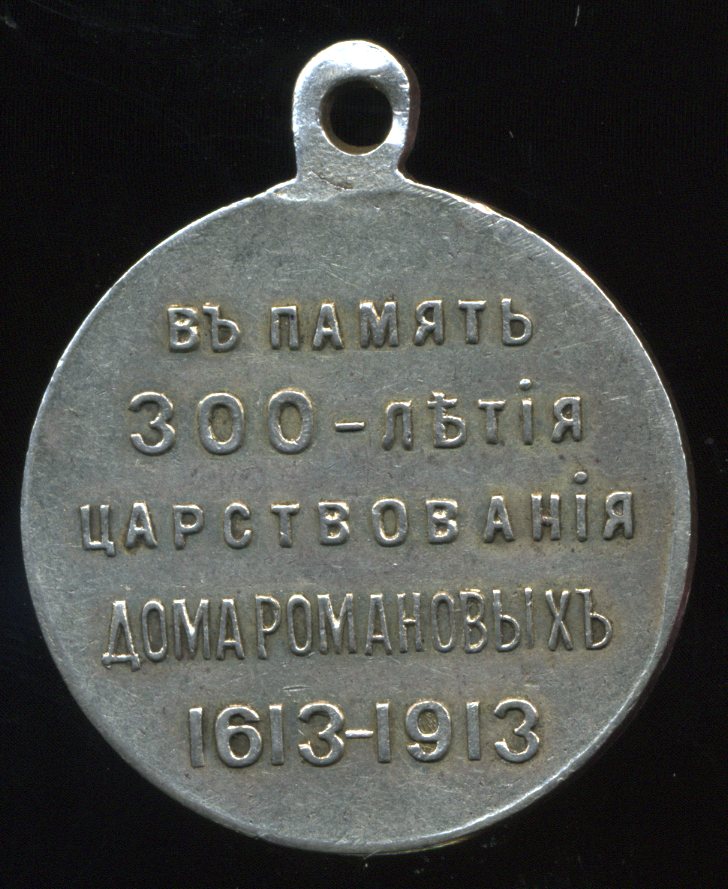 ВЪ ПАМЯТЬ
300-ЛѢТІЯ
ЦАРСТВОВАНІЯ
ДОМА РОМАНОВЫХЪ
1613-1913